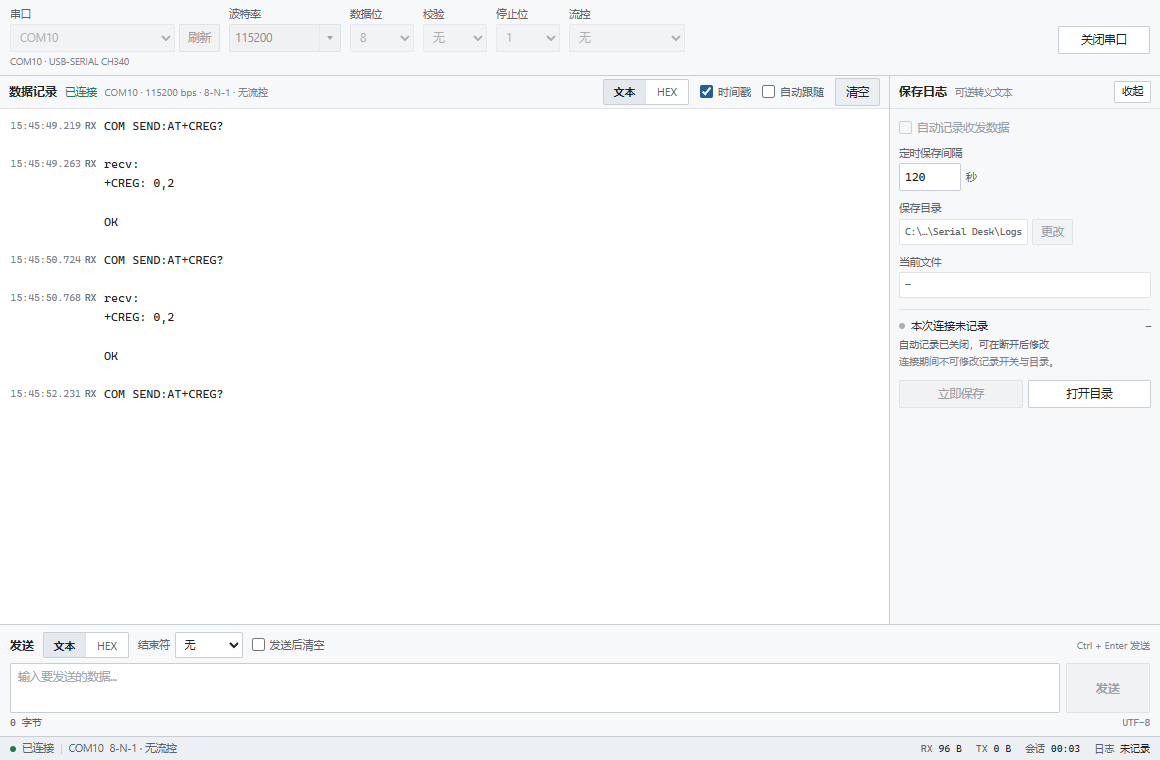 串口 波特率 数据位 校验 停止位 流控
COM10 刷新 115200 8 无 1 无 关闭串口
COM10 · USB-SERIAL CH340
数据记录 已连接 COM10 · 115200 bps · 8-N-1 · 无流控 文本 HEX 时间戳 自动跟随 清空
15:45:49.219 RX COM SEND:AT+CREG?
15:45:49.263 RX recv:
+CREG: 0,2
OK
15:45:50.724 RX COM SEND:AT+CREG?
15:45:50.768 RX recv:
+CREG: 0,2
OK
15:45:52.231 RX COM SEND:AT+CREG?
保存日志 可逆转义文本 收起
自动记录收发数据
定时保存间隔
120 秒
保存目录
C:\…\Serial Desk\Logs 更改
当前文件
—
本次连接未记录 —
自动记录已关闭，可在断开后修改
连接期间不可修改记录开关与目录。
立即保存 打开目录
发送 文本 HEX 结束符 无 发送后清空 Ctrl + Enter 发送
输入要发送的数据… 发送
0 字节 UTF-8
已连接 COM10 8-N-1 · 无流控 RX 96 B TX 0 B 会话 00:03 日志 未记录